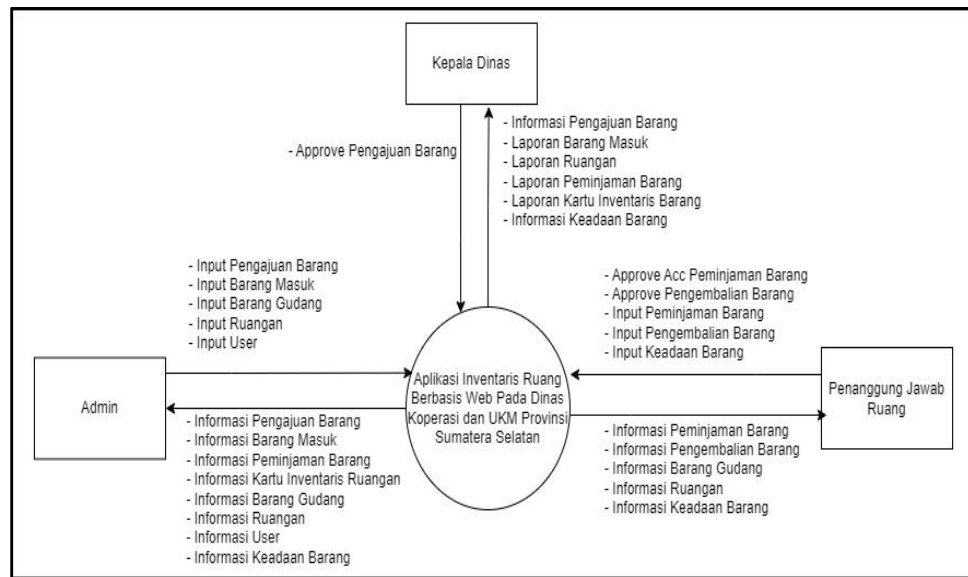 Kepala Dinas
- Approve Pengajuan Barang
- Informasi Pengajuan Barang
- Laporan Barang Masuk
- Laporan Ruangan
- Laporan Peminjaman Barang
- Laporan Kartu Inventaris Barang
- Informasi Keadaan Barang
- Input Pengajuan Barang
- Input Barang Masuk
- Input Barang Gudang
- Input Ruangan
- Input User
- Approve Acc Peminjaman Barang
- Approve Pengembalian Barang
- Input Peminjaman Barang
- Input Pengembalian Barang
- Input Keadaan Barang
Admin
Aplikasi Inventaris Ruang
Berbasis Web Pada Dinas
Koperasi dan UKM Provinsi
Sumatera Selatan
Penanggung Jawab
Ruang
- Informasi Pengajuan Barang
- Informasi Barang Masuk
- Informasi Peminjaman Barang
- Informasi Kartu Inventaris Ruangan
- Informasi Barang Gudang
- Informasi Ruangan
- Informasi User
- Informasi Keadaan Barang
- Informasi Peminjaman Barang
- Informasi Pengembalian Barang
- Informasi Barang Gudang
- Informasi Ruangan
- Informasi Keadaan Barang